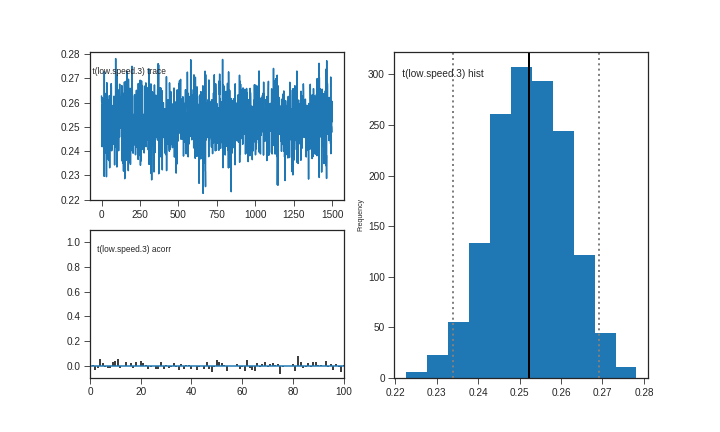 0.28
0.27
0.26
0.25
0.24
0.23
0.22
t(low.speed.3) trace
0 250 500 750 1000 1250 1500
1.0
0.8
0.6
0.4
0.2
0.0
t(low.speed.3) acorr
0 20 40 60 80 100
Frequency
300
250
200
150
100
50
0
t(low.speed.3) hist
0.22 0.23 0.24 0.25 0.26 0.27 0.28